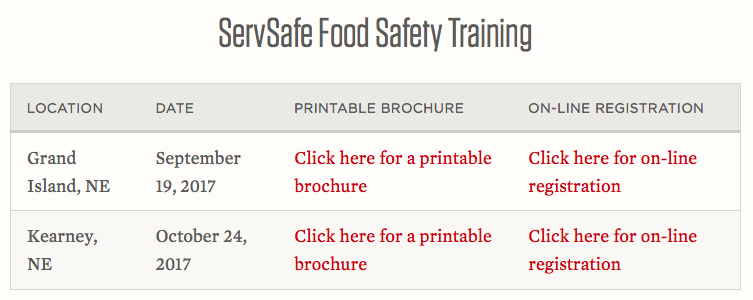 ServSafe Food Safety Training
LOCATION DATE PRINTABLE BROCHURE ON-LINE REGISTRATION
Grand September Click here for a printable Click here for on-line
Island, NE 19, 2017 brochure registration
Kearney, October 24, Click here for a printable Click here for on-line
NE 2017 brochure registration